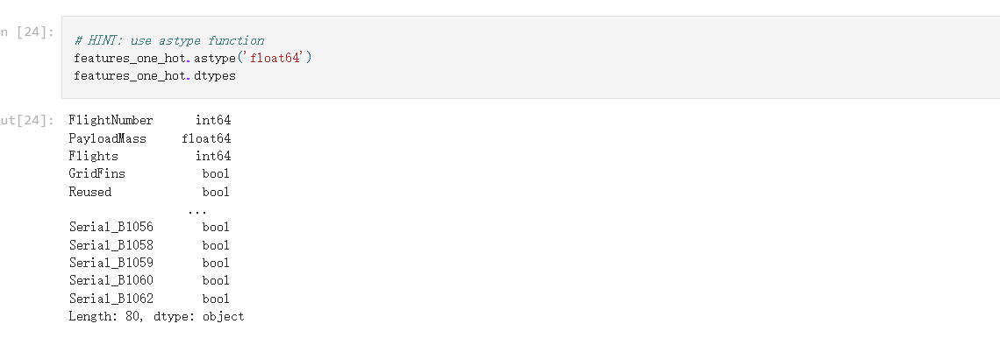 n [24]:
# HINT: use astype function
features_one_hot.astype('float64')
features_one_hot.dtypes
ut[24]:
FlightNumber      int64
PayloadMass     float64
Flights           int64
GridFins           bool
Reused             bool
                 ...
Serial_B1056       bool
Serial_B1058       bool
Serial_B1059       bool
Serial_B1060       bool
Serial_B1062       bool
Length: 80, dtype: object